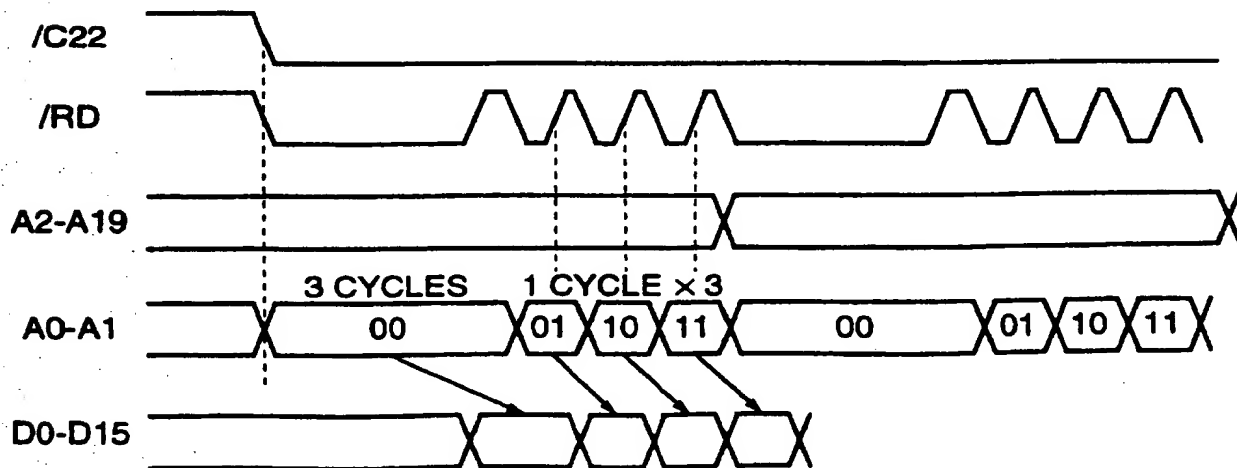 /C22
/RD
A2-A19
3 CYCLES 1 CYCLE × 3
A0-A1 00 01 10 11 00 01 10 11
D0-D15